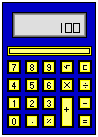 100
7 8 9 √ C
4 5 6 × ÷
1 2 3 + -
0 . % =